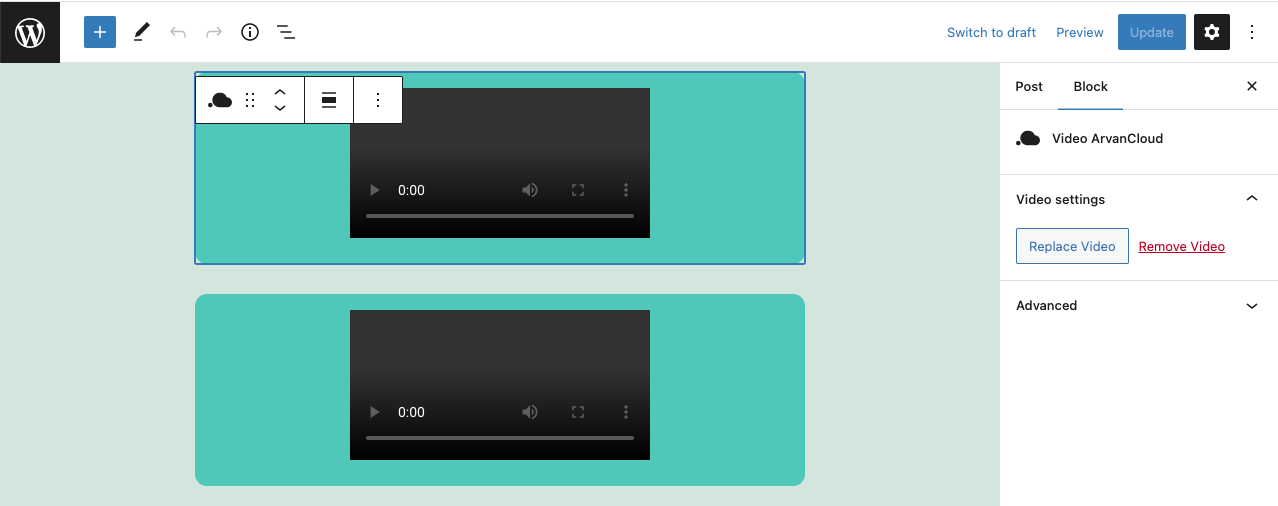 Switch to draft Preview Update
Post Block
Video ArvanCloud
Video settings
Replace Video Remove Video
Advanced
0:00
0:00